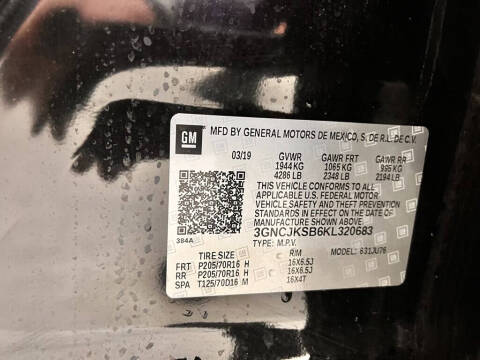 GM
MFD BY GENERAL MOTORS DE MEXICO, S. DE R.L. DE C.V.
03/19 GVWR GAWR FRT GAWR RR
1944 KG 1065 KG 995 KG
4286 LB 2348 LB 2194 LB
THIS VEHICLE CONFORMS TO ALL APPLICABLE
U.S. FEDERAL MOTOR VEHICLE
SAFETY, BUMPER, AND THEFT PREVENTION
STANDARDS IN EFFECT ON THE DATE OF
MANUFACTURE SHOWN ABOVE.
3GNCJKSB6KL320683
384A TYPE: M.P.V. MODEL: 631JU76
TIRE SIZE RIM
FRT P205/70R16 H 16X6.5J
RR P205/70R16 H 16X6.5J
SPA T125/70D16 M 16X4T